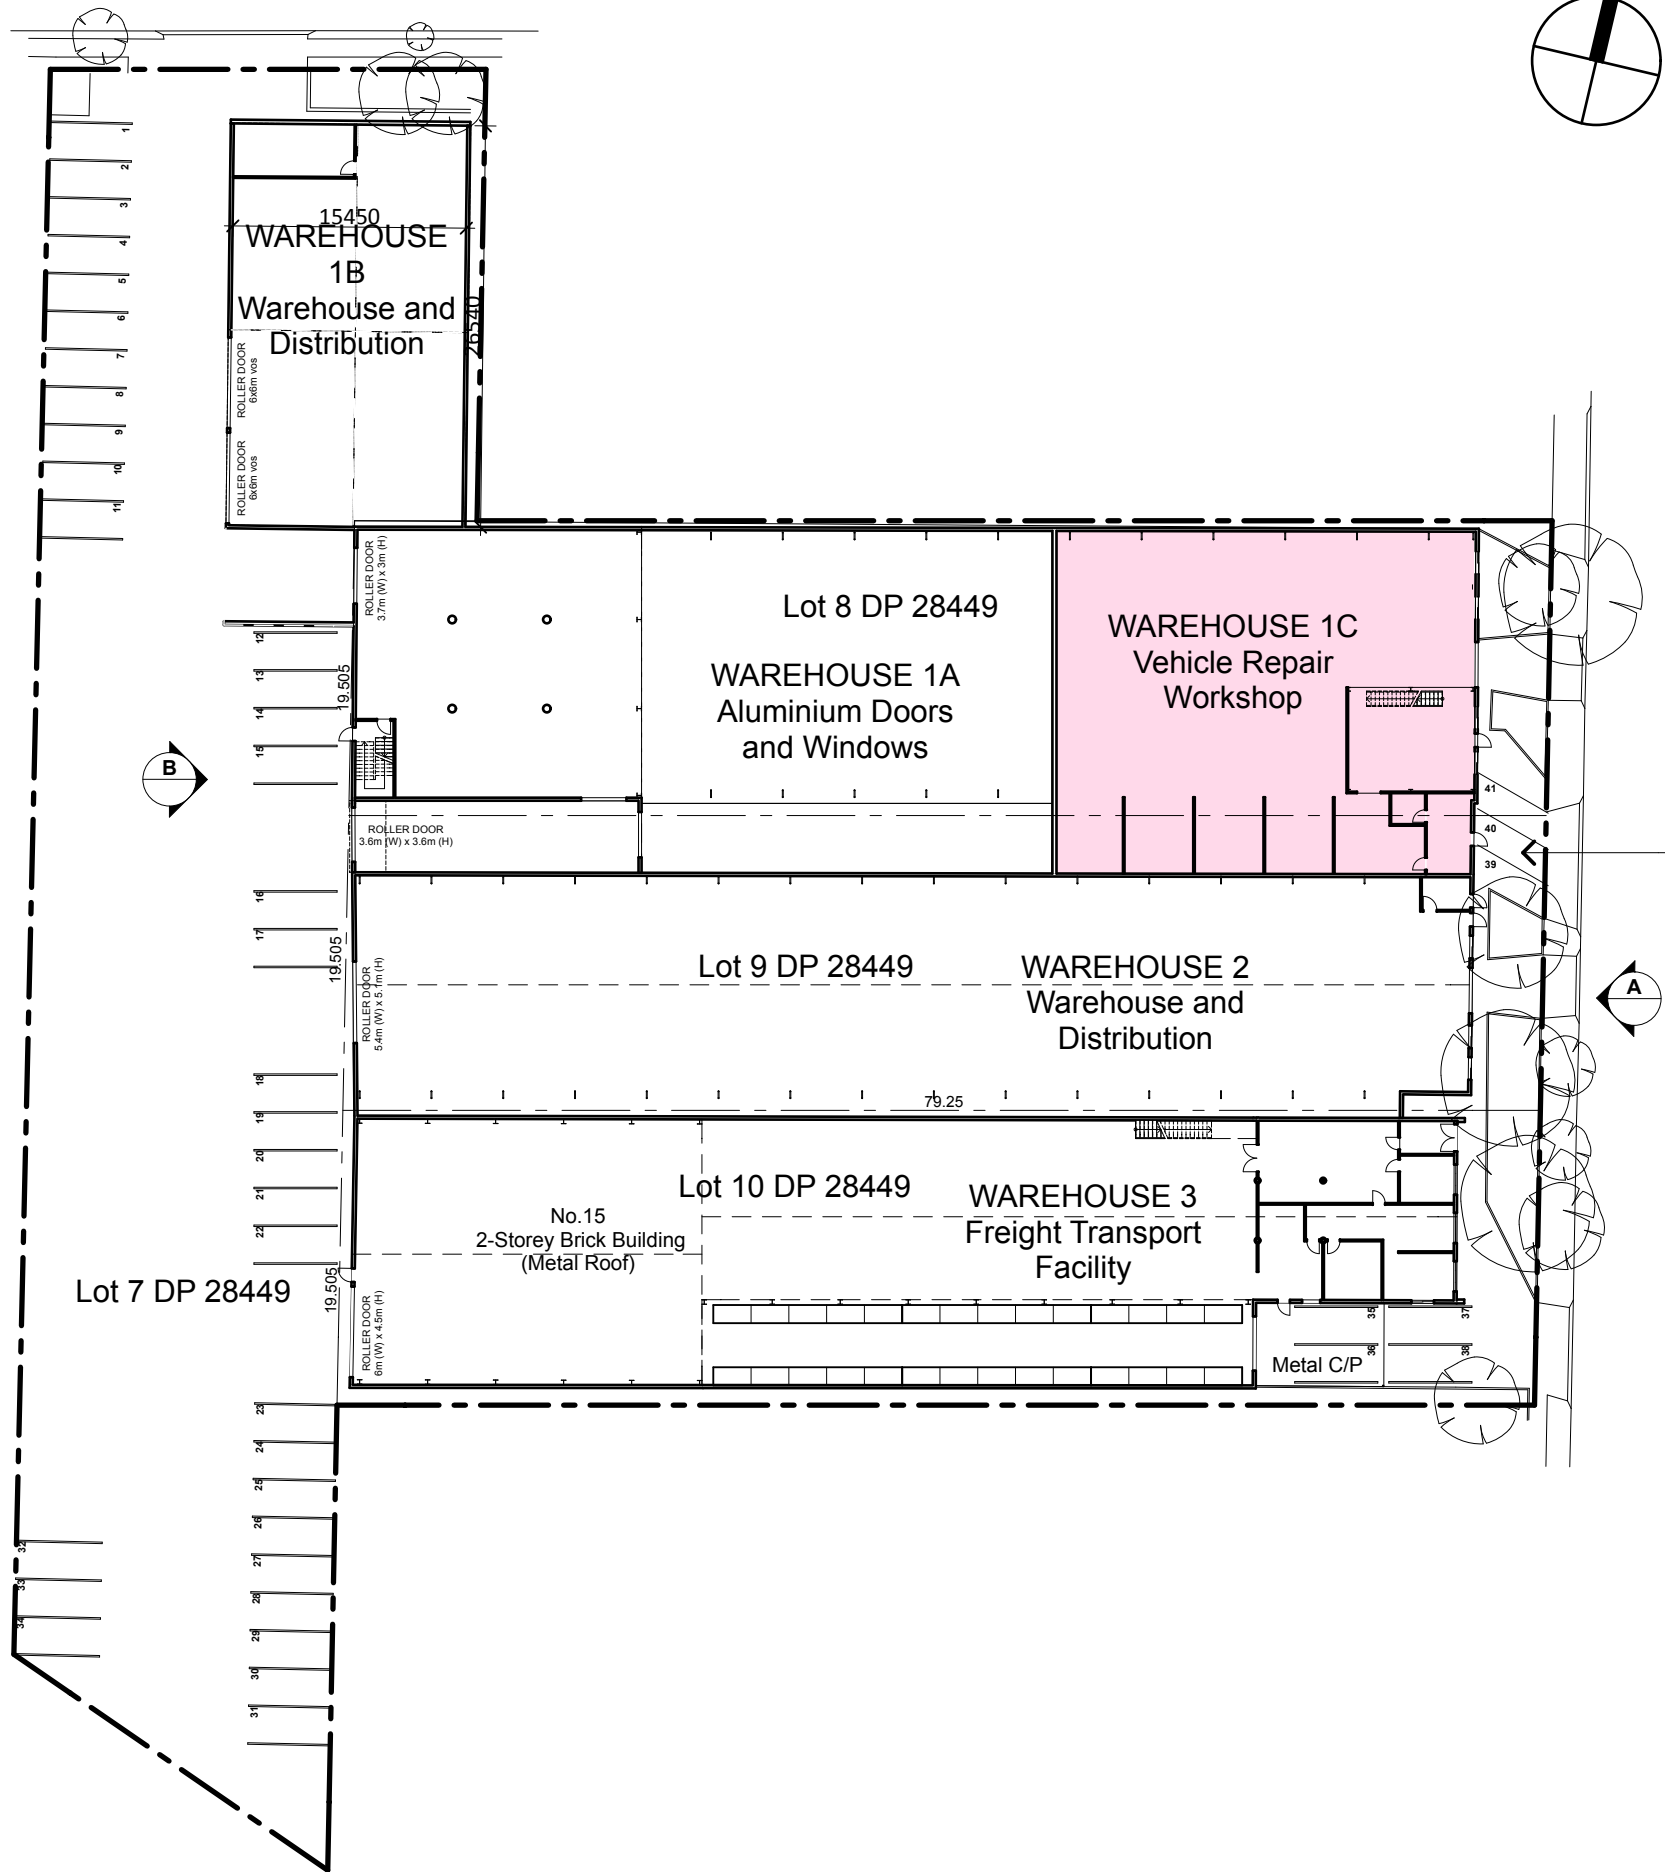 1
2
3
4
5
6
7
8
9
10
11
15450
WAREHOUSE
1B
Warehouse and
Distribution
26540
ROLLER DOOR
6x6m vos
ROLLER DOOR
6x6m vos
ROLLER DOOR
3.7m (W) x 3m (H)
Lot 8 DP 28449
WAREHOUSE 1A
Aluminium Doors
and Windows
WAREHOUSE 1C
Vehicle Repair
Workshop
12
13
14
15
19.505
B
ROLLER DOOR
3.6m (W) x 3.6m (H)
41
40
39
16
17
19.505
ROLLER DOOR
5.4m (W) x 5.1m (H)
Lot 9 DP 28449
WAREHOUSE 2
Warehouse and
Distribution
A
79.25
18
19
20
21
22
Lot 10 DP 28449
No.15
2-Storey Brick Building
(Metal Roof)
WAREHOUSE 3
Freight Transport
Facility
Lot 7 DP 28449
19.505
ROLLER DOOR
6m (W) x 4.5m (H)
35
36
37
38
Metal C/P
23
24
25
26
27
28
29
30
31
32
33
34